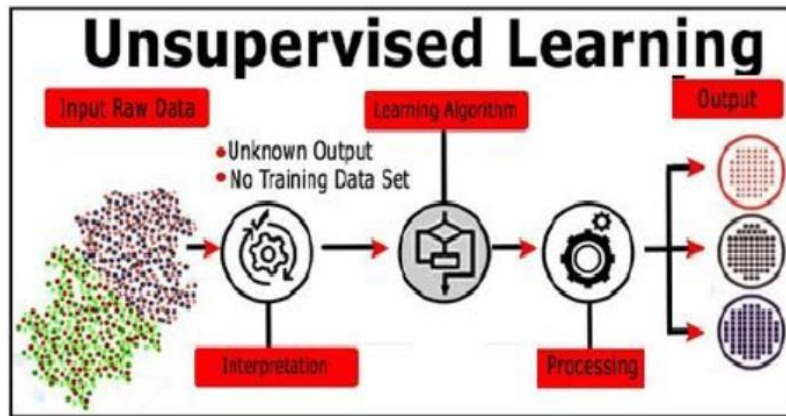 Unsupervised Learning
Input Raw Data
Learning Algorithm
Output
• Unknown Output
• No Training Data Set
Interpretation
Processing